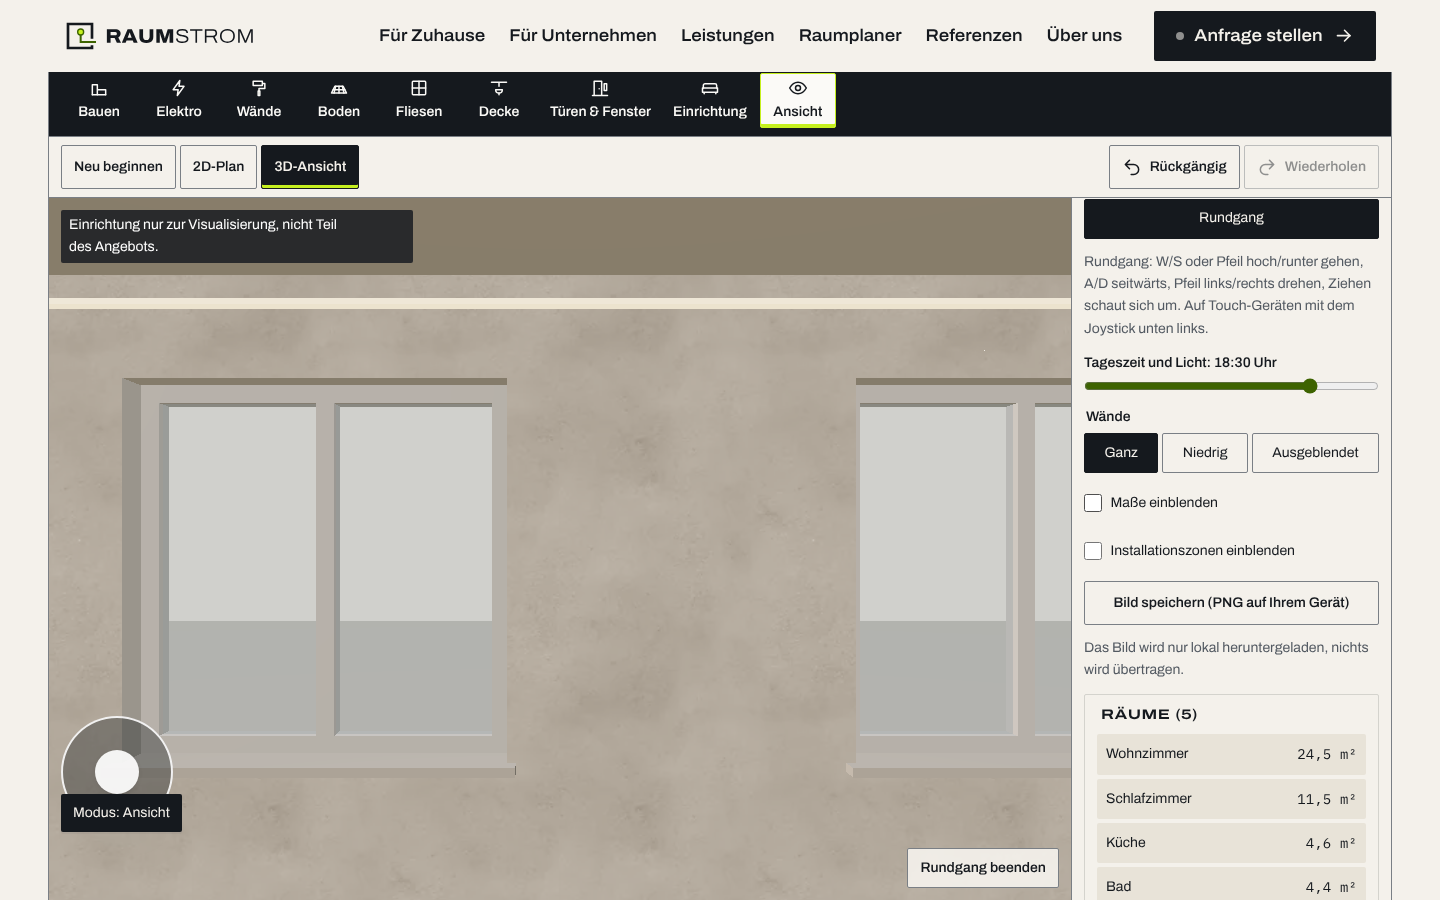 RAUMSTROM
Für Zuhause
Für Unternehmen
Leistungen
Raumplaner
Referenzen
Über uns
Anfrage stellen
Bauen
Elektro
Wände
Boden
Fliesen
Decke
Türen & Fenster
Einrichtung
Ansicht
Neu beginnen
2D-Plan
3D-Ansicht
Rückgängig
Wiederholen
Einrichtung nur zur Visualisierung, nicht Teil
des Angebots.
Modus: Ansicht
Rundgang beenden
Rundgang
Rundgang: W/S oder Pfeil hoch/runter gehen,
A/D seitwärts, Pfeil links/rechts drehen, Ziehen
schaut sich um. Auf Touch-Geräten mit dem
Joystick unten links.
Tageszeit und Licht: 18:30 Uhr
Wände
Ganz
Niedrig
Ausgeblendet
Maße einblenden
Installationszonen einblenden
Bild speichern (PNG auf Ihrem Gerät)
Das Bild wird nur lokal heruntergeladen, nichts
wird übertragen.
RÄUME (5)
Wohnzimmer 24,5 m²
Schlafzimmer 11,5 m²
Küche 4,6 m²
Bad 4,4 m²